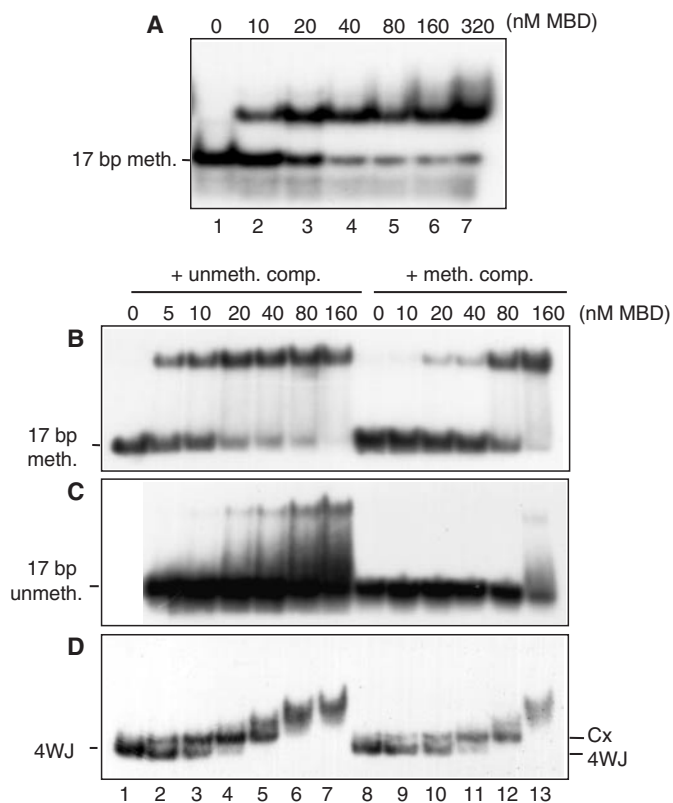 A
0 10 20 40 80 160 320 (nM MBD)
17 bp meth.
1 2 3 4 5 6 7
+ unmeth. comp. + meth. comp.
0 5 10 20 40 80 160 0 10 20 40 80 160 (nM MBD)
B
17 bp
meth.
C
17 bp
unmeth.
D
4WJ
Cx
4WJ
1 2 3 4 5 6 7 8 9 10 11 12 13